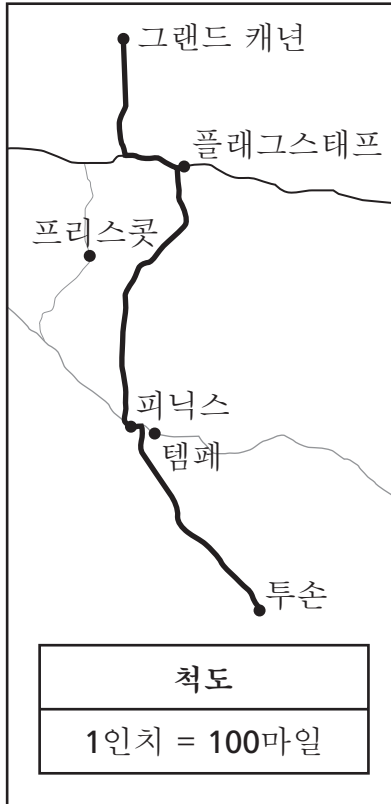 그랜드 캐년
플래그스태프
프리스콧
피닉스
템페
투손
척도
1인치 = 100마일